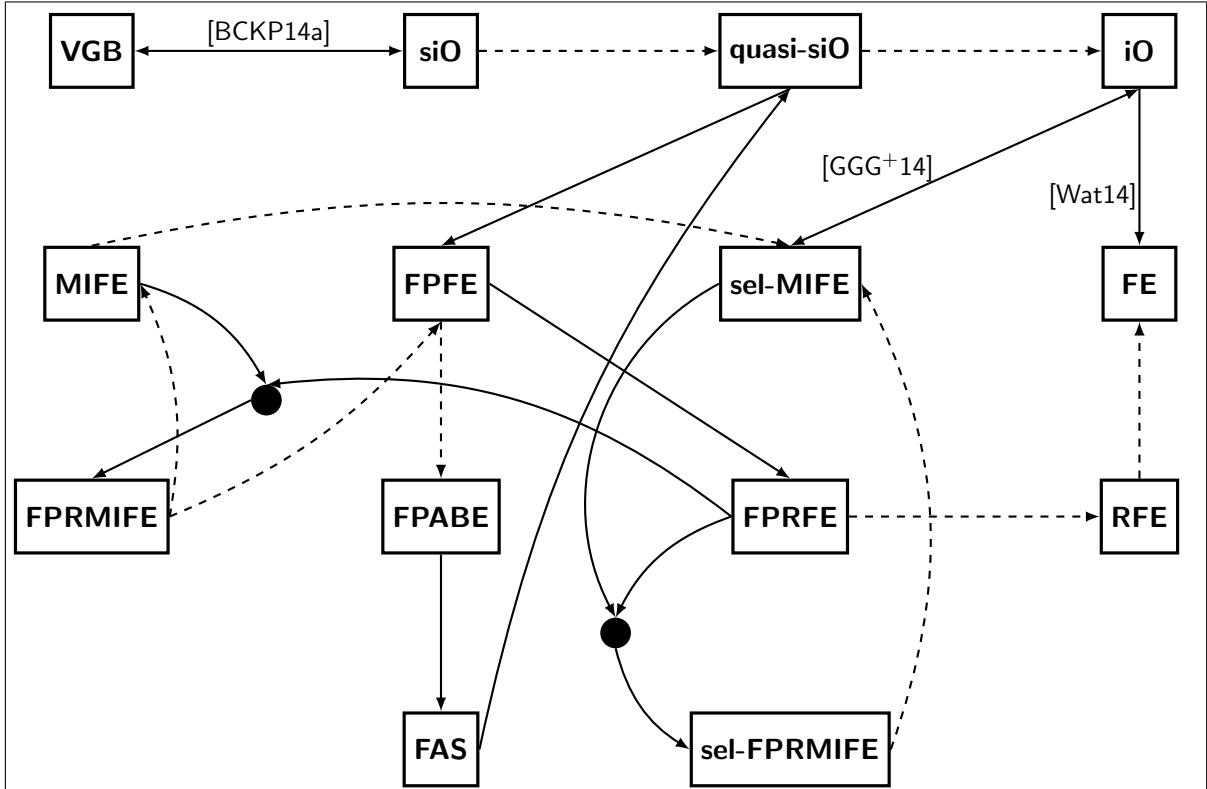 [BCKP14a]
VGB siO quasi-siO iO
[GGG+14]
[Wat14]
MIFE FPFE sel-MIFE FE
FPRMIFE FPABE FPRFE RFE
FAS sel-FPRMIFE